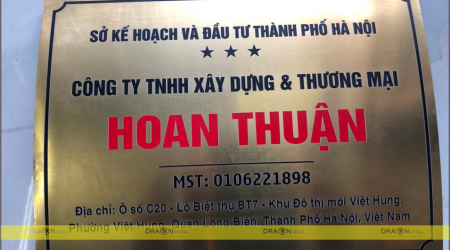 SỞ KẾ HOẠCH VÀ ĐẦU TƯ THÀNH PHỐ HÀ NỘI
★ ★ ★
CÔNG TY TNHH XÂY DỰNG & THƯƠNG MẠI
HOAN THUẬN
MST: 0106221898
Địa chỉ: Ô số C20 - Lô Biệt thự BT7 - Khu Đô thị mới Việt Hưng,
Phường Việt Hưng, Quận Long Biên, Thành Phố Hà Nội, Việt Nam